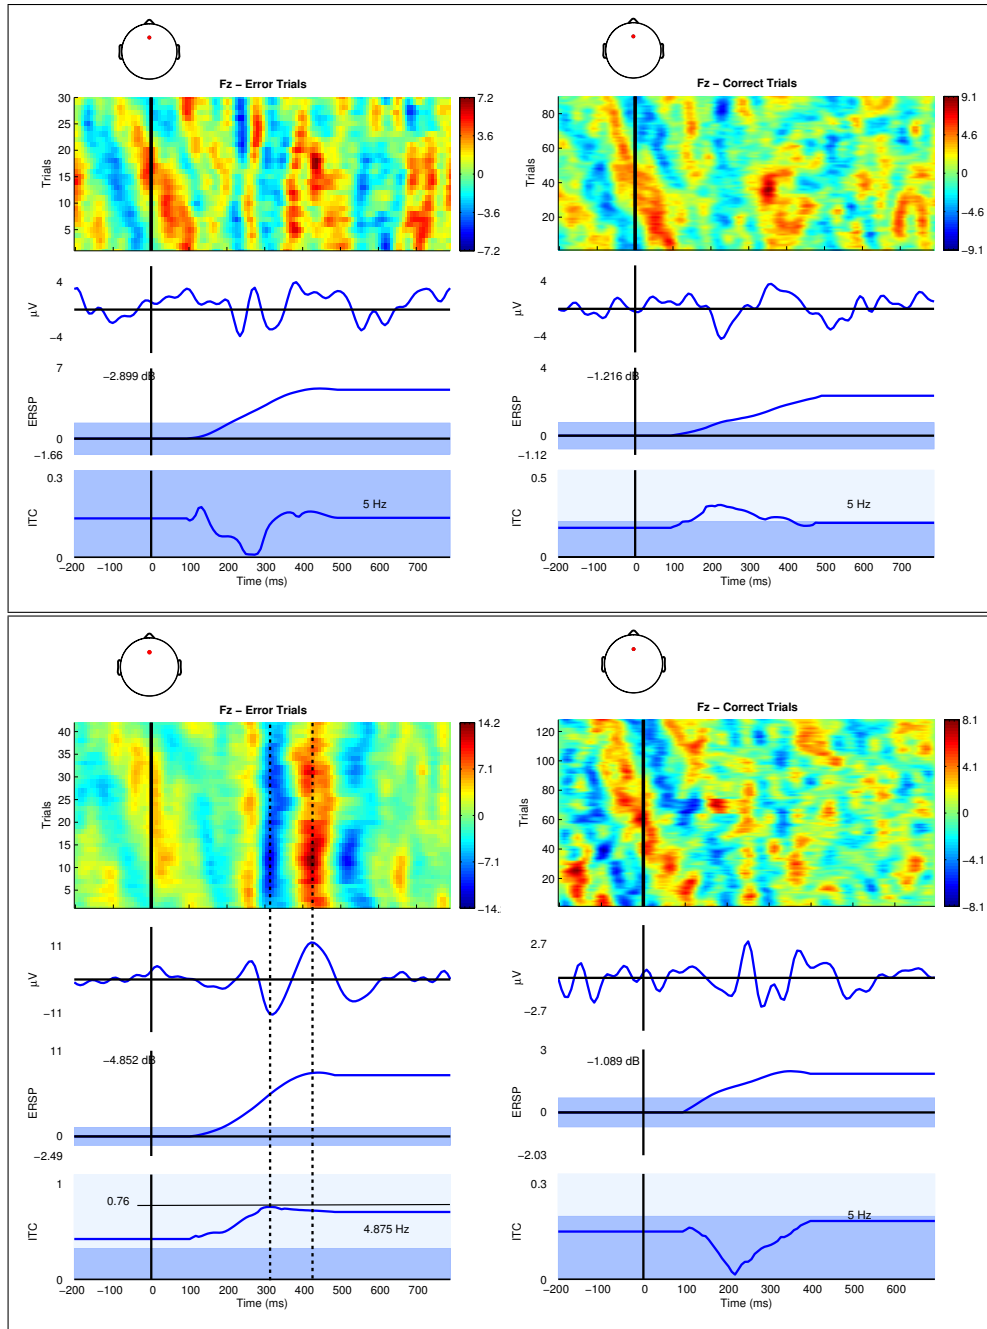 Fz − Error Trials
30
25
20
15
10
5
Trials
7.2
3.6
0
−3.6
−7.2
4
−4
µV
7
−2.899 dB
ERSP
0
−1.66
0.3
ITC
5 Hz
0
−200 −100 0 100 200 300 400 500 600 700
Time (ms)
Fz − Correct Trials
80
60
40
20
Trials
9.1
4.6
0
−4.6
−9.1
4
−4
µV
4
−1.216 dB
ERSP
0
−1.12
0.5
ITC
5 Hz
0
−200 −100 0 100 200 300 400 500 600 700
Time (ms)
Fz − Error Trials
40
35
30
25
20
15
10
5
Trials
14.2
7.1
0
−7.1
−14.
11
−11
µV
11
−4.852 dB
ERSP
0
−2.49
1
0.76
ITC
4.875 Hz
0
−200 −100 0 100 200 300 400 500 600 700
Time (ms)
Fz − Correct Trials
120
100
80
60
40
20
Trials
8.1
4.1
0
−4.1
−8.1
2.7
−2.7
µV
3
−1.089 dB
ERSP
0
−2.03
0.3
ITC
5 Hz
0
−200 −100 0 100 200 300 400 500 600
Time (ms)